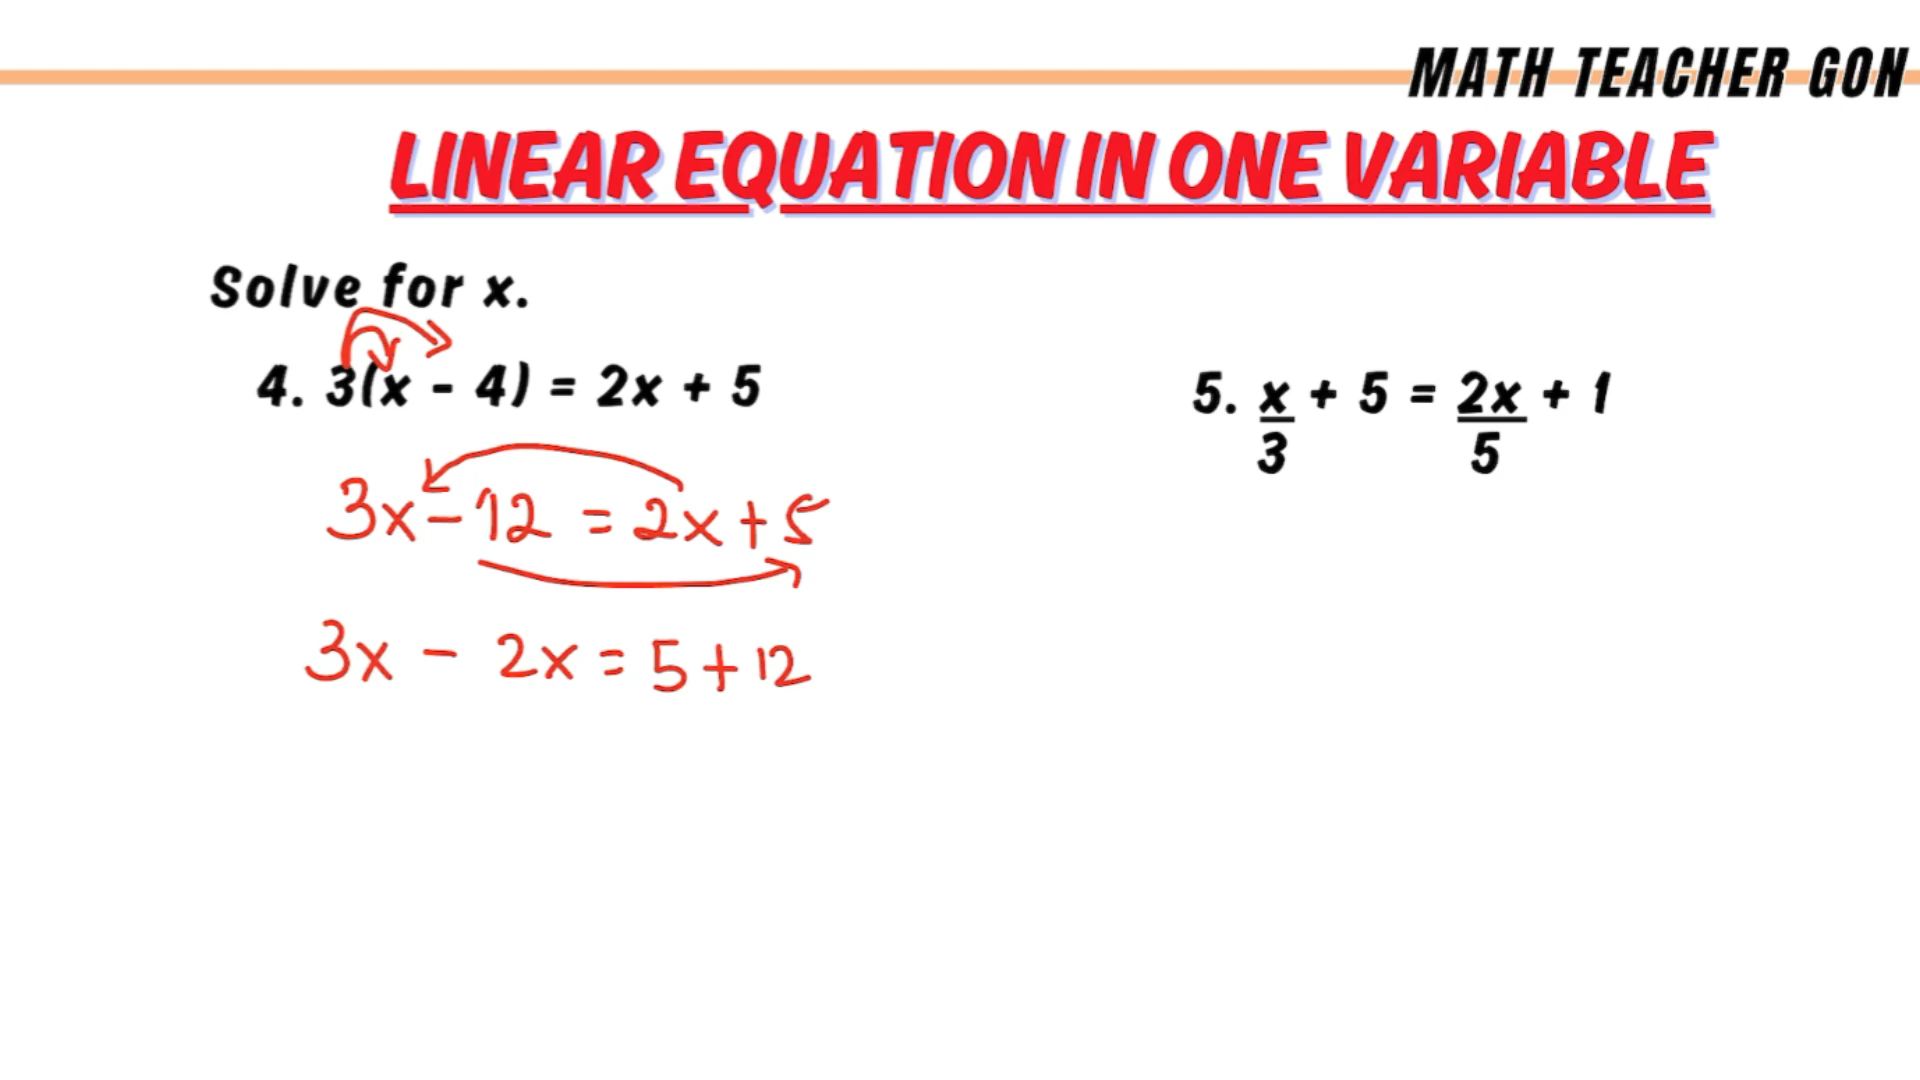 MATH TEACHER GON
LINEAR EQUATION IN ONE VARIABLE
Solve for x.
4. 3(x - 4) = 2x + 5
3x - 12 = 2x + 5
3x - 2x = 5 + 12
5. x/3 + 5 = 2x/5 + 1